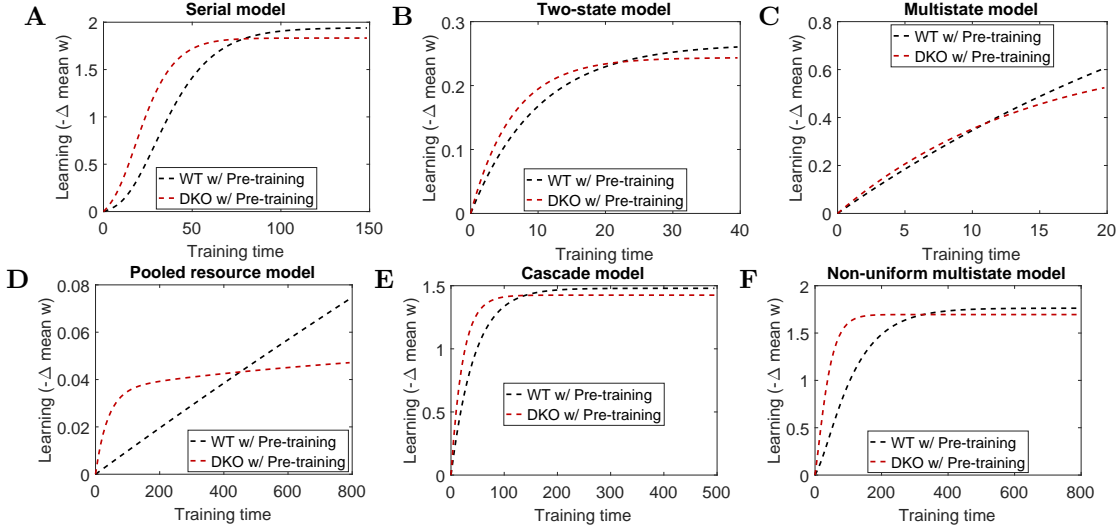 A
Serial model
Learning (-Δ mean w)
2
1.5
1
0.5
0
0
50
100
150
Training time
WT w/ Pre-training
DKO w/ Pre-training
B
Two-state model
Learning (-Δ mean w)
0.3
0.2
0.1
0
0
10
20
30
40
Training time
WT w/ Pre-training
DKO w/ Pre-training
C
Multistate model
Learning (-Δ mean w)
0.8
0.6
0.4
0.2
0
0
5
10
15
20
Training time
WT w/ Pre-training
DKO w/ Pre-training
D
Pooled resource model
Learning (-Δ mean w)
0.08
0.06
0.04
0.02
0
0
200
400
600
800
Training time
WT w/ Pre-training
DKO w/ Pre-training
E
Cascade model
Learning (-Δ mean w)
1.5
1
0.5
0
0
100
200
300
400
500
Training time
WT w/ Pre-training
DKO w/ Pre-training
F
Non-uniform multistate model
Learning (-Δ mean w)
2
1.5
1
0.5
0
0
200
400
600
800
Training time
WT w/ Pre-training
DKO w/ Pre-training